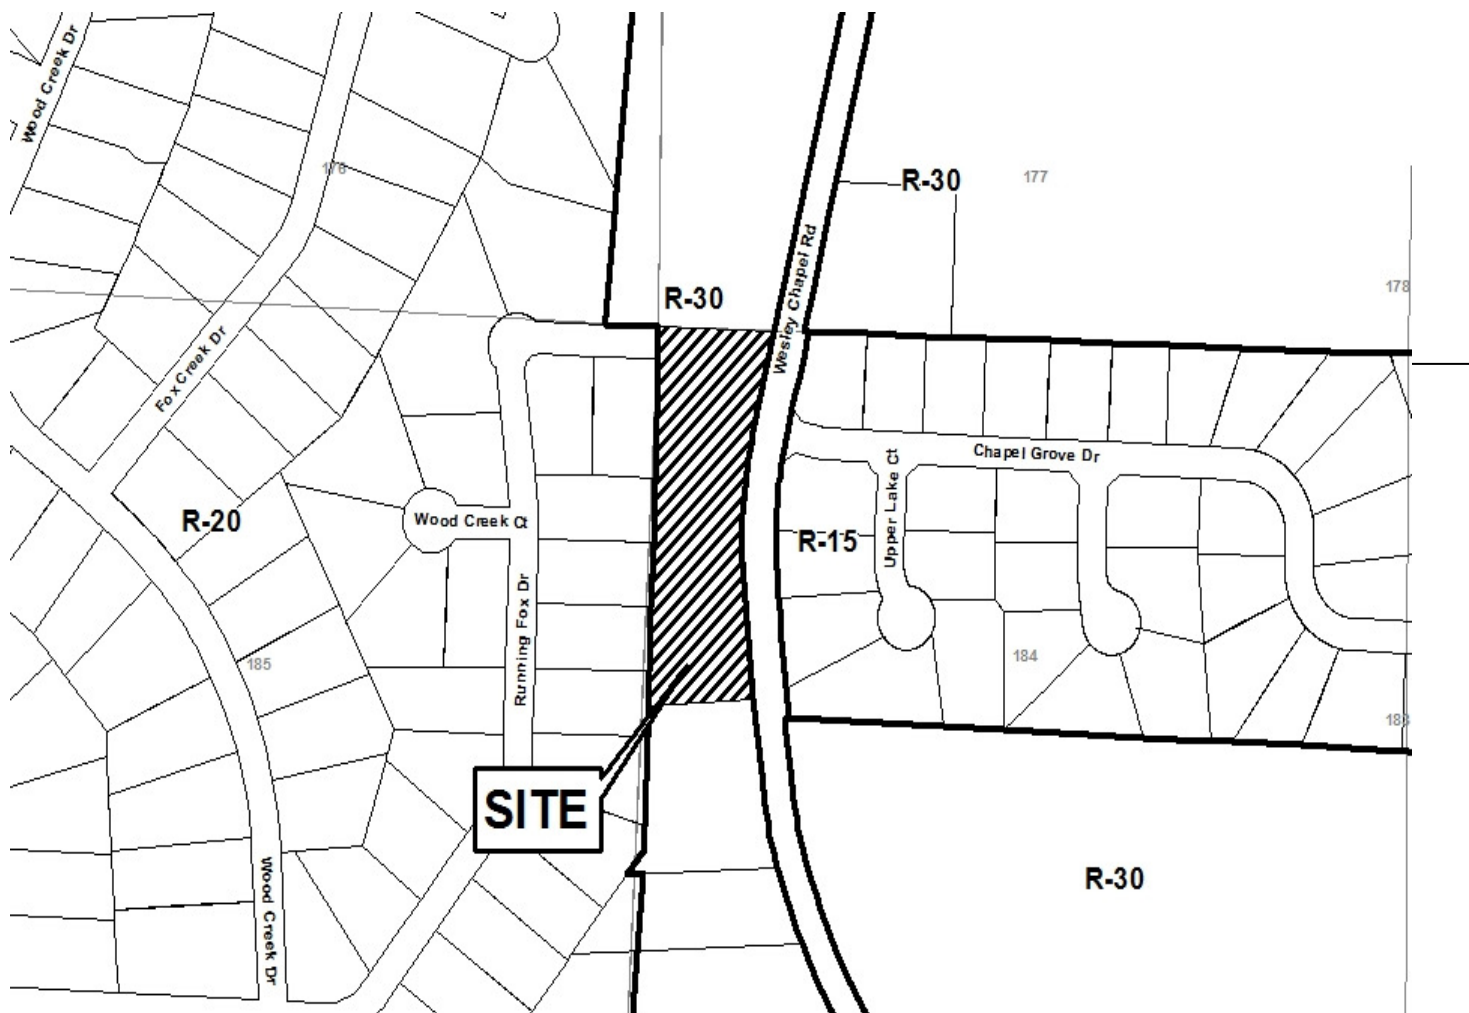 Wood Creek Dr
176
R-30
177
Wesley Chapel Rd
178
R-30
Fox Creek Dr
Chapel Grove Dr
Upper Lake Ct
R-20
Wood Creek Ct
R-15
Running Fox Dr
185
184
183
SITE
R-30
Wood Creek Dr